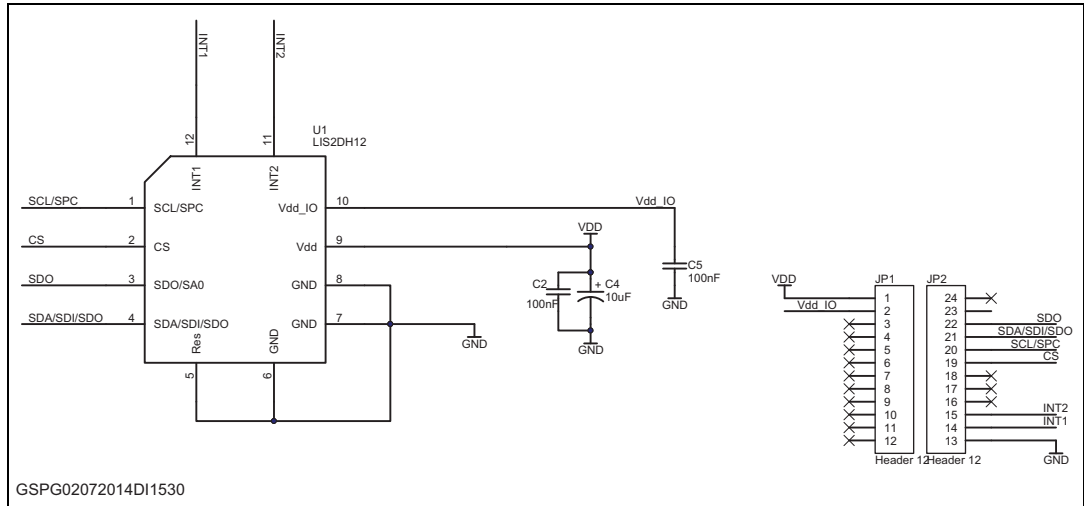 INT1
INT2
12
11
U1
LIS2DH12
INT1
INT2
SCL/SPC
1
SCL/SPC
Vdd_IO
10
Vdd_IO
CS
2
CS
Vdd
9
VDD
SDO
3
SDO/SA0
GND
8
C2
100nF
+ C4
10uF
C5
100nF
GND
SDA/SDI/SDO
4
SDA/SDI/SDO
GND
7
GND
GND
Res
GND
5
6
VDD
Vdd_IO
JP1
1
2
3
4
5
6
7
8
9
10
11
12
Header 12
JP2
24
23
22
SDO
21
SDA/SDI/SDO
20
SCL/SPC
19
CS
18
17
16
15
INT2
14
INT1
13
Header 12
GND
GSPG02072014DI1530